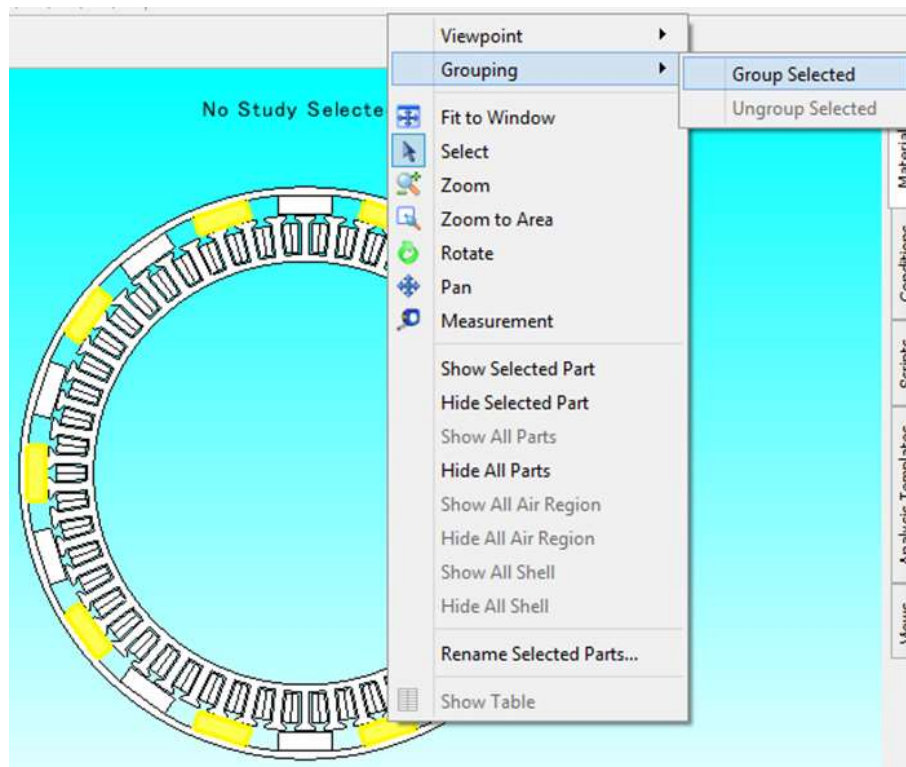 No Study Selecte
Viewpoint
Grouping
Group Selected
Ungroup Selected
Fit to Window
Select
Zoom
Zoom to Area
Rotate
Pan
Measurement
Show Selected Part
Hide Selected Part
Show All Parts
Hide All Parts
Show All Air Region
Hide All Air Region
Show All Shell
Hide All Shell
Rename Selected Parts...
Show Table
Material
Conditions
Scripts
Analysis Templates
Views